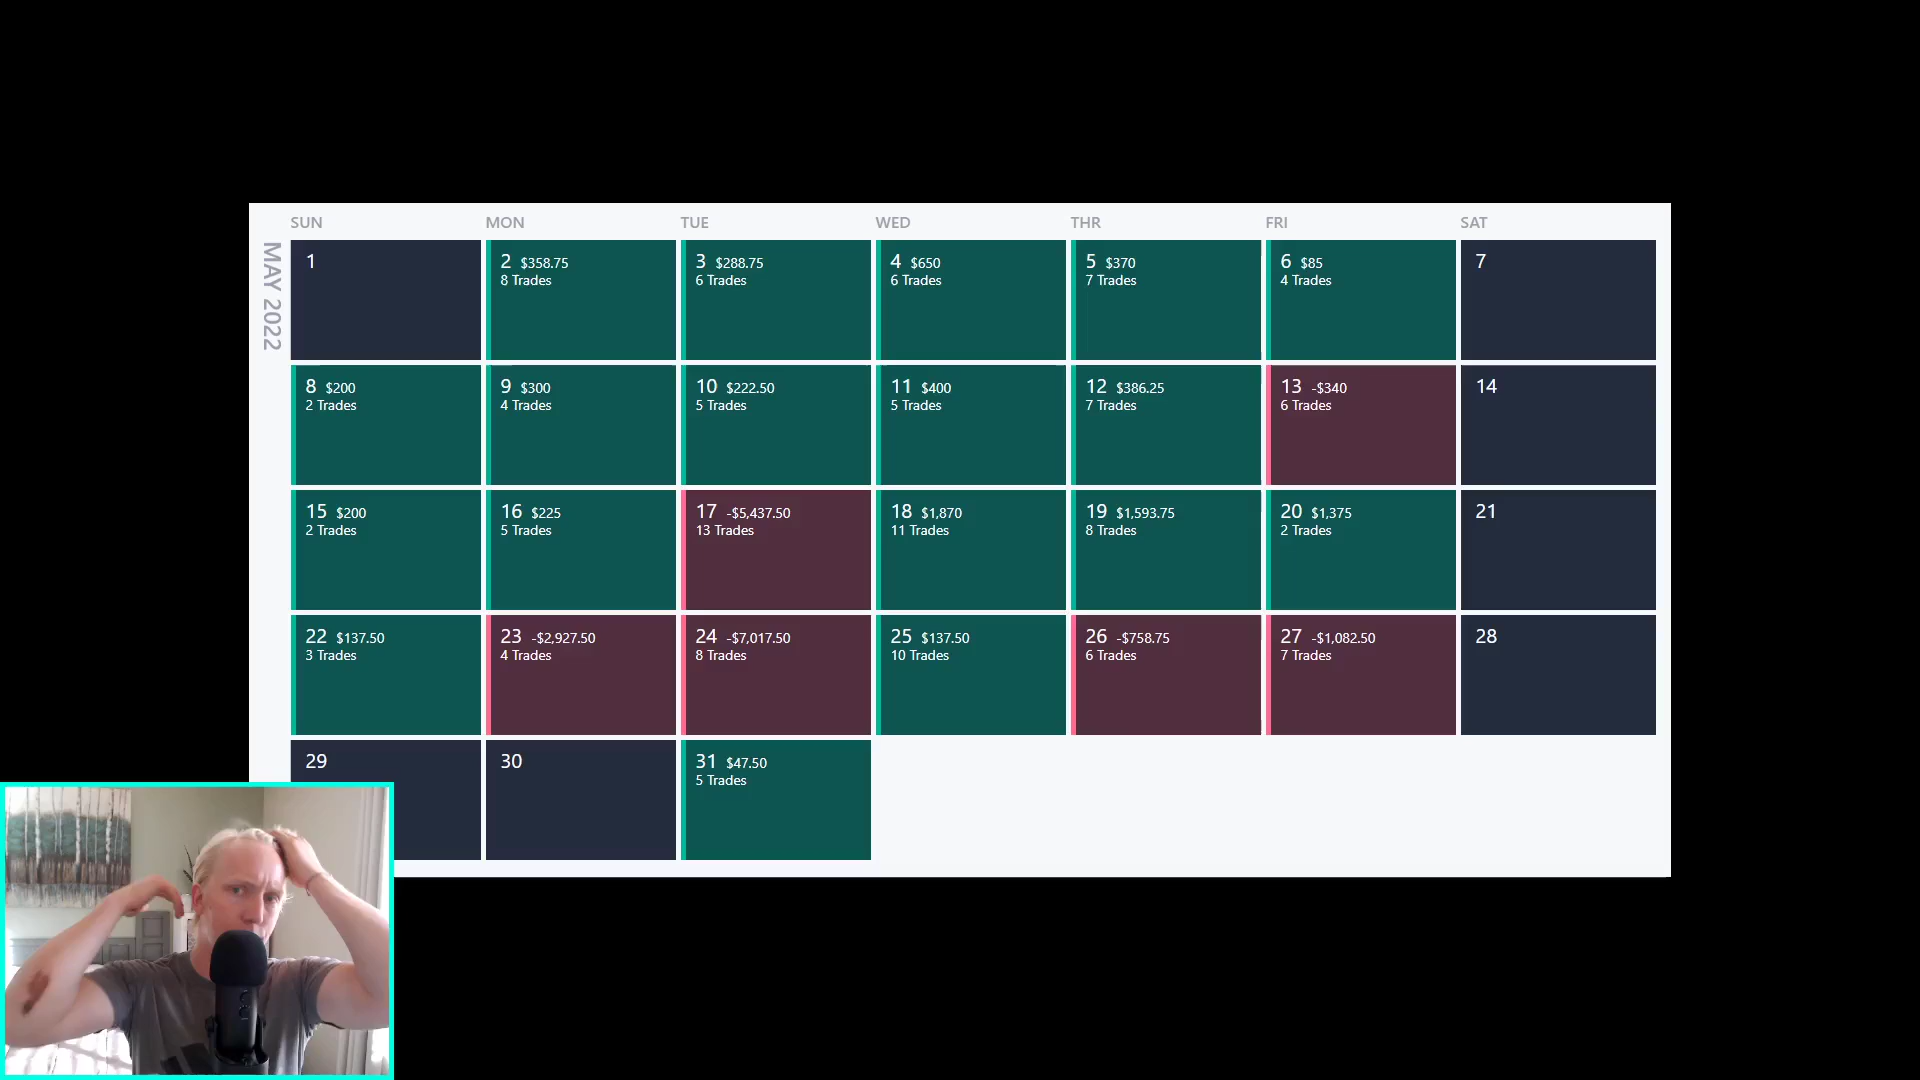 SUN MON TUE WED THR FRI SAT
MAY 2022
1
2 $358.75
8 Trades
3 $288.75
6 Trades
4 $650
6 Trades
5 $370
7 Trades
6 $85
4 Trades
7
8 $200
2 Trades
9 $300
4 Trades
10 $222.50
5 Trades
11 $400
5 Trades
12 $386.25
7 Trades
13 -$340
6 Trades
14
15 $200
2 Trades
16 $225
5 Trades
17 -$5,437.50
13 Trades
18 $1,870
11 Trades
19 $1,593.75
8 Trades
20 $1,375
2 Trades
21
22 $137.50
3 Trades
23 -$2,927.50
4 Trades
24 -$7,017.50
8 Trades
25 $137.50
10 Trades
26 -$758.75
6 Trades
27 -$1,082.50
7 Trades
28
29
30
31 $47.50
5 Trades